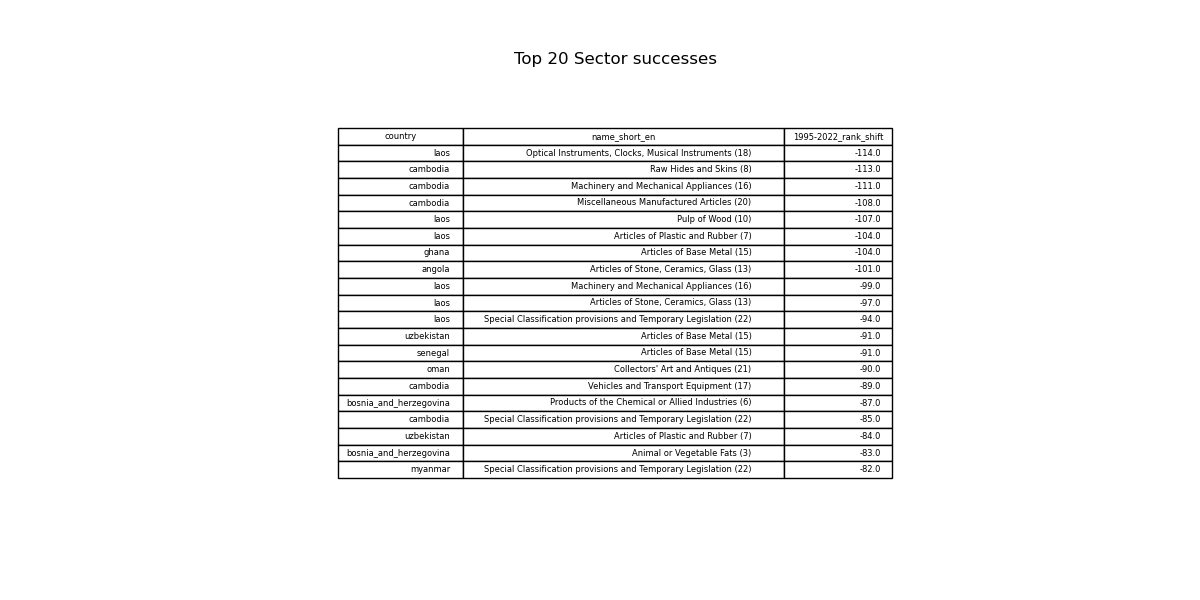 Top 20 Sector successes
country name_short_en 1995-2022_rank_shift
laos Optical Instruments, Clocks, Musical Instruments (18) -114.0
cambodia Raw Hides and Skins (8) -113.0
cambodia Machinery and Mechanical Appliances (16) -111.0
cambodia Miscellaneous Manufactured Articles (20) -108.0
laos Pulp of Wood (10) -107.0
laos Articles of Plastic and Rubber (7) -104.0
ghana Articles of Base Metal (15) -104.0
angola Articles of Stone, Ceramics, Glass (13) -101.0
laos Machinery and Mechanical Appliances (16) -99.0
laos Articles of Stone, Ceramics, Glass (13) -97.0
laos Special Classification provisions and Temporary Legislation (22) -94.0
uzbekistan Articles of Base Metal (15) -91.0
senegal Articles of Base Metal (15) -91.0
oman Collectors' Art and Antiques (21) -90.0
cambodia Vehicles and Transport Equipment (17) -89.0
bosnia_and_herzegovina Products of the Chemical or Allied Industries (6) -87.0
cambodia Special Classification provisions and Temporary Legislation (22) -85.0
uzbekistan Articles of Plastic and Rubber (7) -84.0
bosnia_and_herzegovina Animal or Vegetable Fats (3) -83.0
myanmar Special Classification provisions and Temporary Legislation (22) -82.0